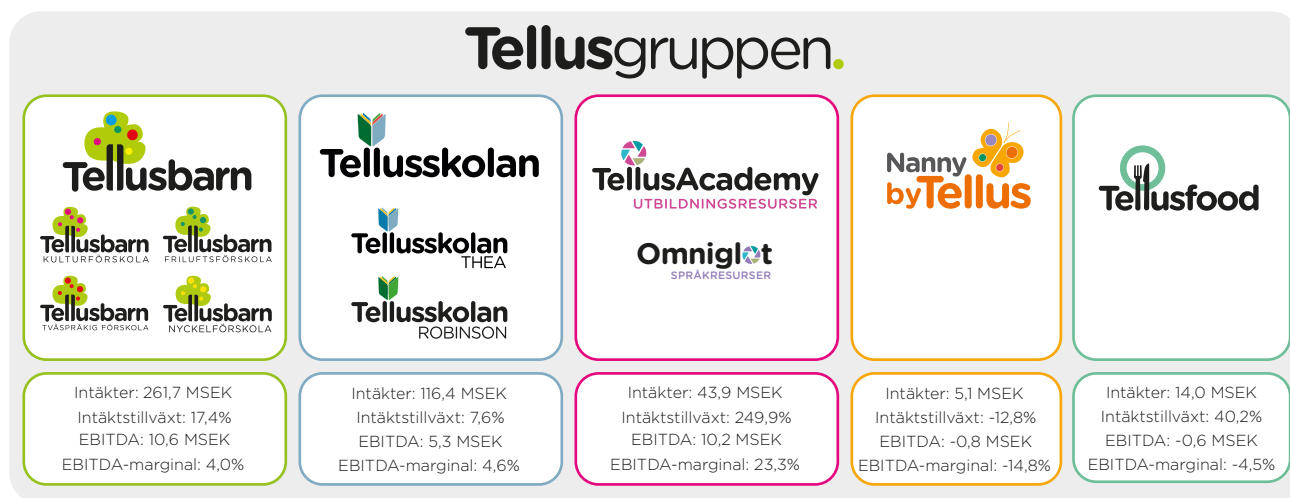 Tellusgruppen.
Tellusbarn
Tellusbarn
KULTURFÖRSKOLA
Tellusbarn
FRILUFTSFÖRSKOLA
Tellusbarn
TVÅSPRÅKIG FÖRSKOLA
Tellusbarn
NYCKELFÖRSKOLA
Intäkter: 261,7 MSEK
Intäktstillväxt: 17,4%
EBITDA: 10,6 MSEK
EBITDA-marginal: 4,0%
Tellusskolan
Tellusskolan
THEA
Tellusskolan
ROBINSON
Intäkter: 116,4 MSEK
Intäktstillväxt: 7,6%
EBITDA: 5,3 MSEK
EBITDA-marginal: 4,6%
TellusAcademy
UTBILDNINGSRESURSER
Omniglot
SPRÅKRESURSER
Intäkter: 43,9 MSEK
Intäktstillväxt: 249,9%
EBITDA: 10,2 MSEK
EBITDA-marginal: 23,3%
Nanny
byTellus
Intäkter: 5,1 MSEK
Intäktstillväxt: -12,8%
EBITDA: -0,8 MSEK
EBITDA-marginal: -14,8%
Tellusfood
Intäkter: 14,0 MSEK
Intäktstillväxt: 40,2%
EBITDA: -0,6 MSEK
EBITDA-marginal: -4,5%